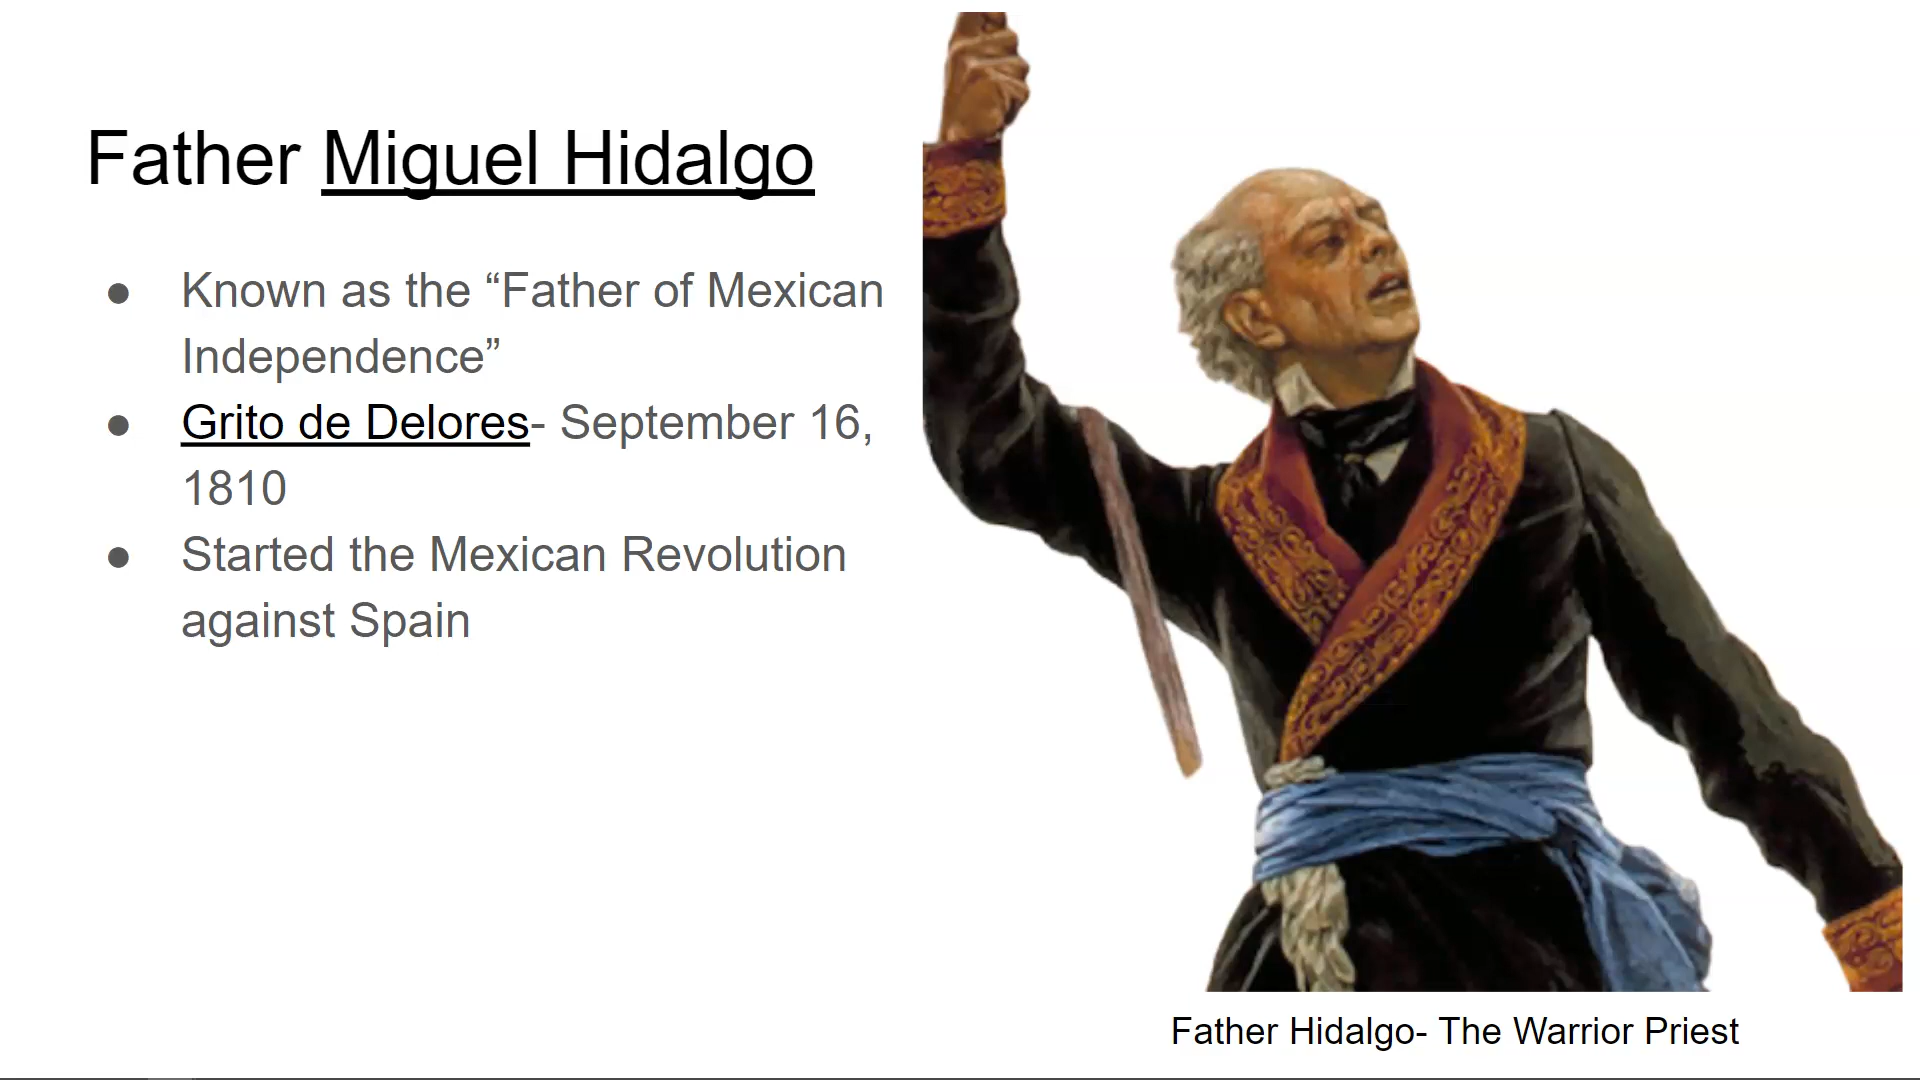 Father Miguel Hidalgo
● Known as the “Father of Mexican
Independence”
● Grito de Delores- September 16,
1810
● Started the Mexican Revolution
against Spain
Father Hidalgo- The Warrior Priest